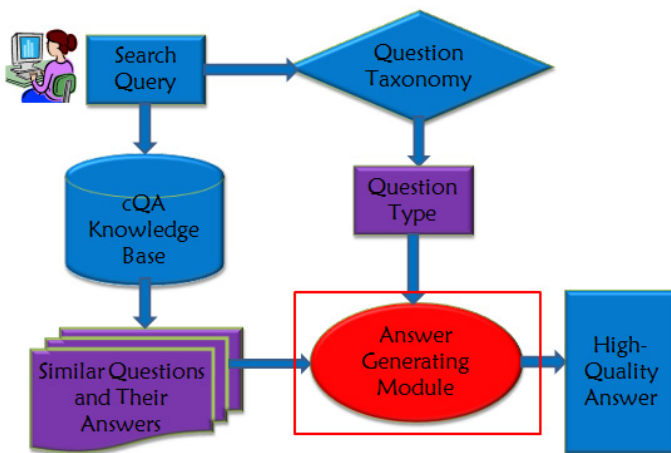 Search
Query
Question
Taxonomy
cQA
Knowledge
Base
Question
Type
Similar Questions
and Their
Answers
Answer
Generating
Module
High-
Quality
Answer